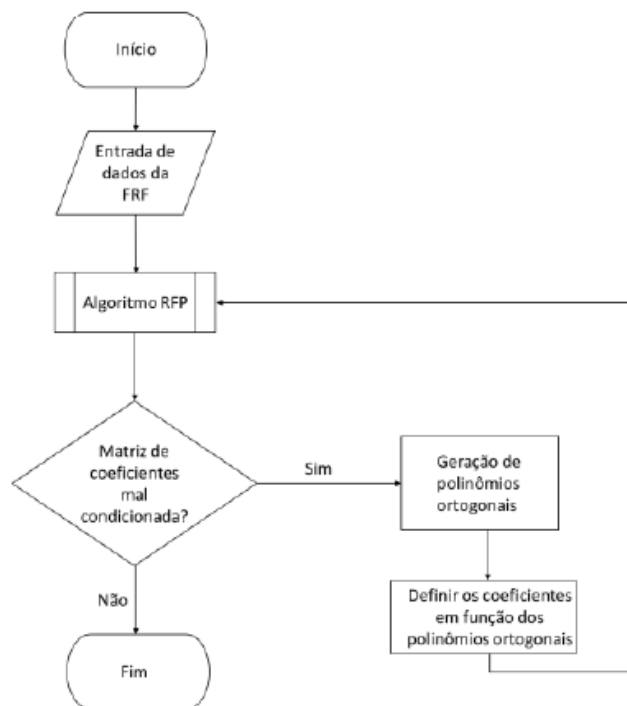 Início
Entrada de
dados da
FRF
Algoritmo RFP
Matriz de
coeficientes
mal
condicionada?
Sim
Geração de
polinômios
ortogonais
Definir os coeficientes
em função dos
polinômios ortogonais
Não
Fim